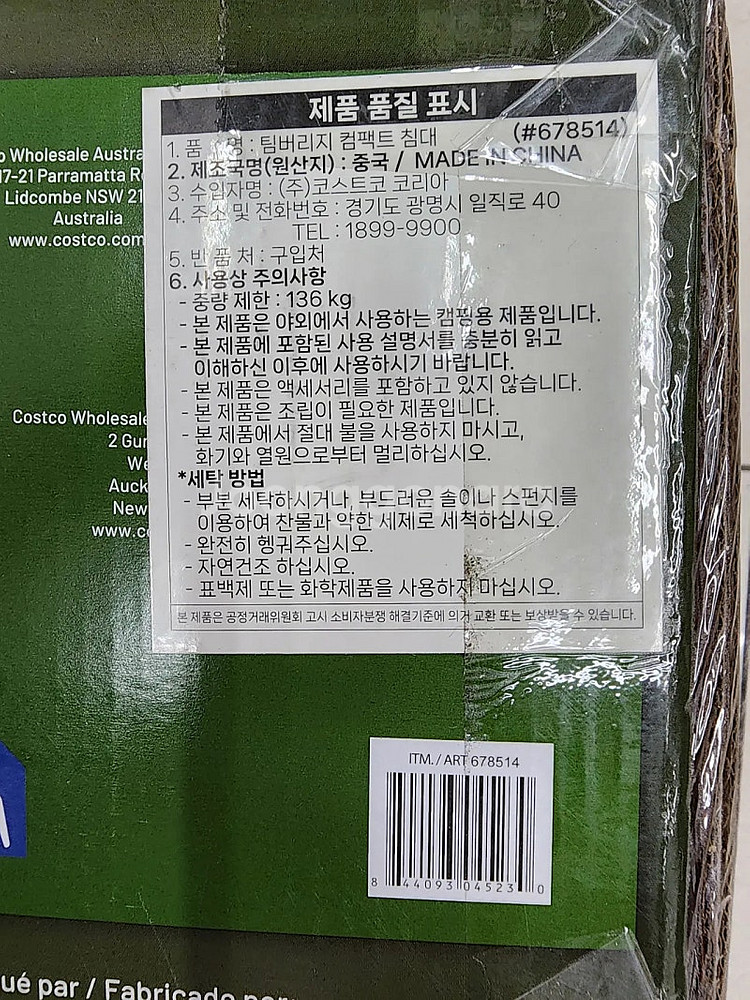 제품 품질 표시
(#678514)
1. 품 명 : 팀버리지 컴팩트 침대
2. 제조국명(원산지) : 중국 / MADE IN CHINA
3. 수입자명 : (주)코스트코 코리아
4. 주소 및 전화번호 : 경기도 광명시 일직로 40
TEL : 1899-9900
5. 반 품 처 : 구입처
6. 사용상 주의사항
- 중량 제한 : 136 kg
- 본 제품은 야외에서 사용하는 캠핑용 제품입니다.
- 본 제품에 포함된 사용 설명서를 충분히 읽고
이해하신 이후에 사용하시기 바랍니다.
- 본 제품은 액세서리를 포함하고 있지 않습니다.
- 본 제품은 조립이 필요한 제품입니다.
- 본 제품에서 절대 불을 사용하지 마시고,
화기와 열원으로부터 멀리하십시오.
*세탁 방법
- 부분 세탁하시거나, 부드러운 솔이나 스펀지를
이용하여 찬물과 약한 세제로 세척하십시오.
- 완전히 헹궈주십시오.
- 자연건조 하십시오.
- 표백제 또는 화학제품을 사용하지 마십시오.
본 제품은 공정거래위원회 고시 소비자분쟁 해결기준에 의거 교환 또는 보상받을 수 있습니다.
o Wholesale Austra
17-21 Parramatta R
Lidcombe NSW 21
Australia
www.costco.com
Costco Wholesale
2 Gun
We
Auck
New
www.co
ITM. / ART 678514
8 44093 04523 0
ué par / Fabricado por